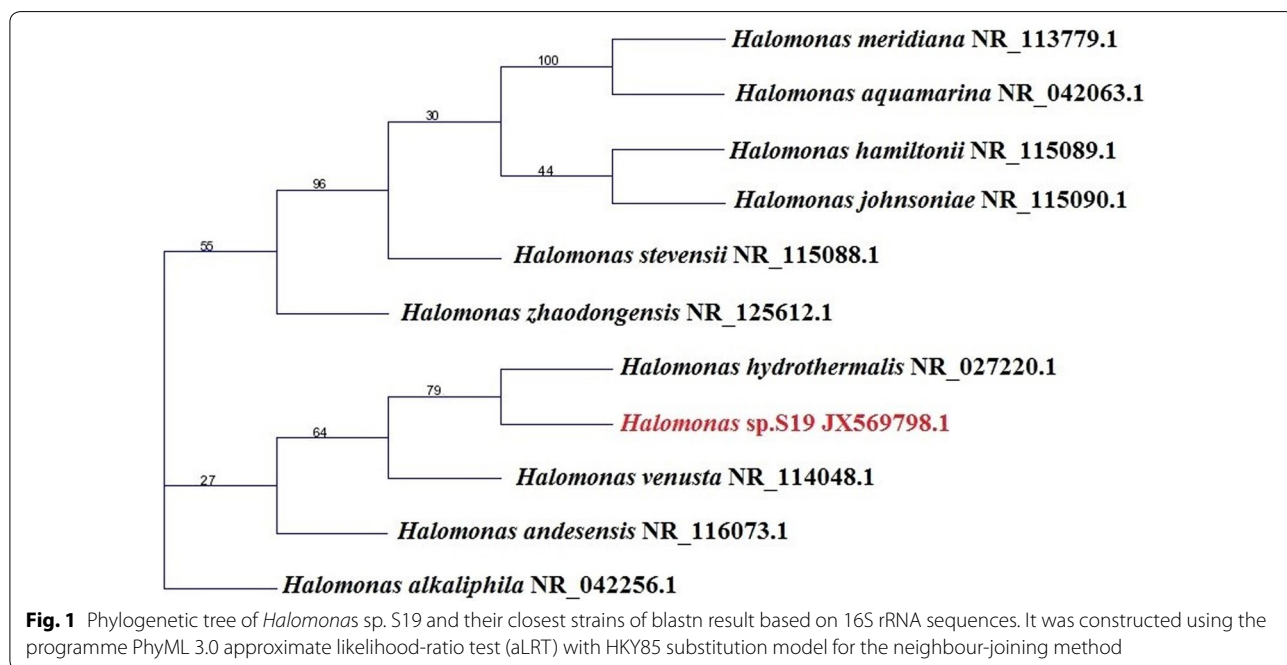 Halomonas meridiana NR_113779.1
100
Halomonas aquamarina NR_042063.1
30
Halomonas hamiltonii NR_115089.1
44
Halomonas johnsoniae NR_115090.1
96
Halomonas stevensii NR_115088.1
55
Halomonas zhaodongensis NR_125612.1
Halomonas hydrothermalis NR_027220.1
79
Halomonas sp.S19 JX569798.1
64
Halomonas venusta NR_114048.1
27
Halomonas andesensis NR_116073.1
Halomonas alkaliphila NR_042256.1
Fig. 1 Phylogenetic tree of Halomonas sp. S19 and their closest strains of blastn result based on 16S rRNA sequences. It was constructed using the
programme PhyML 3.0 approximate likelihood-ratio test (aLRT) with HKY85 substitution model for the neighbour-joining method